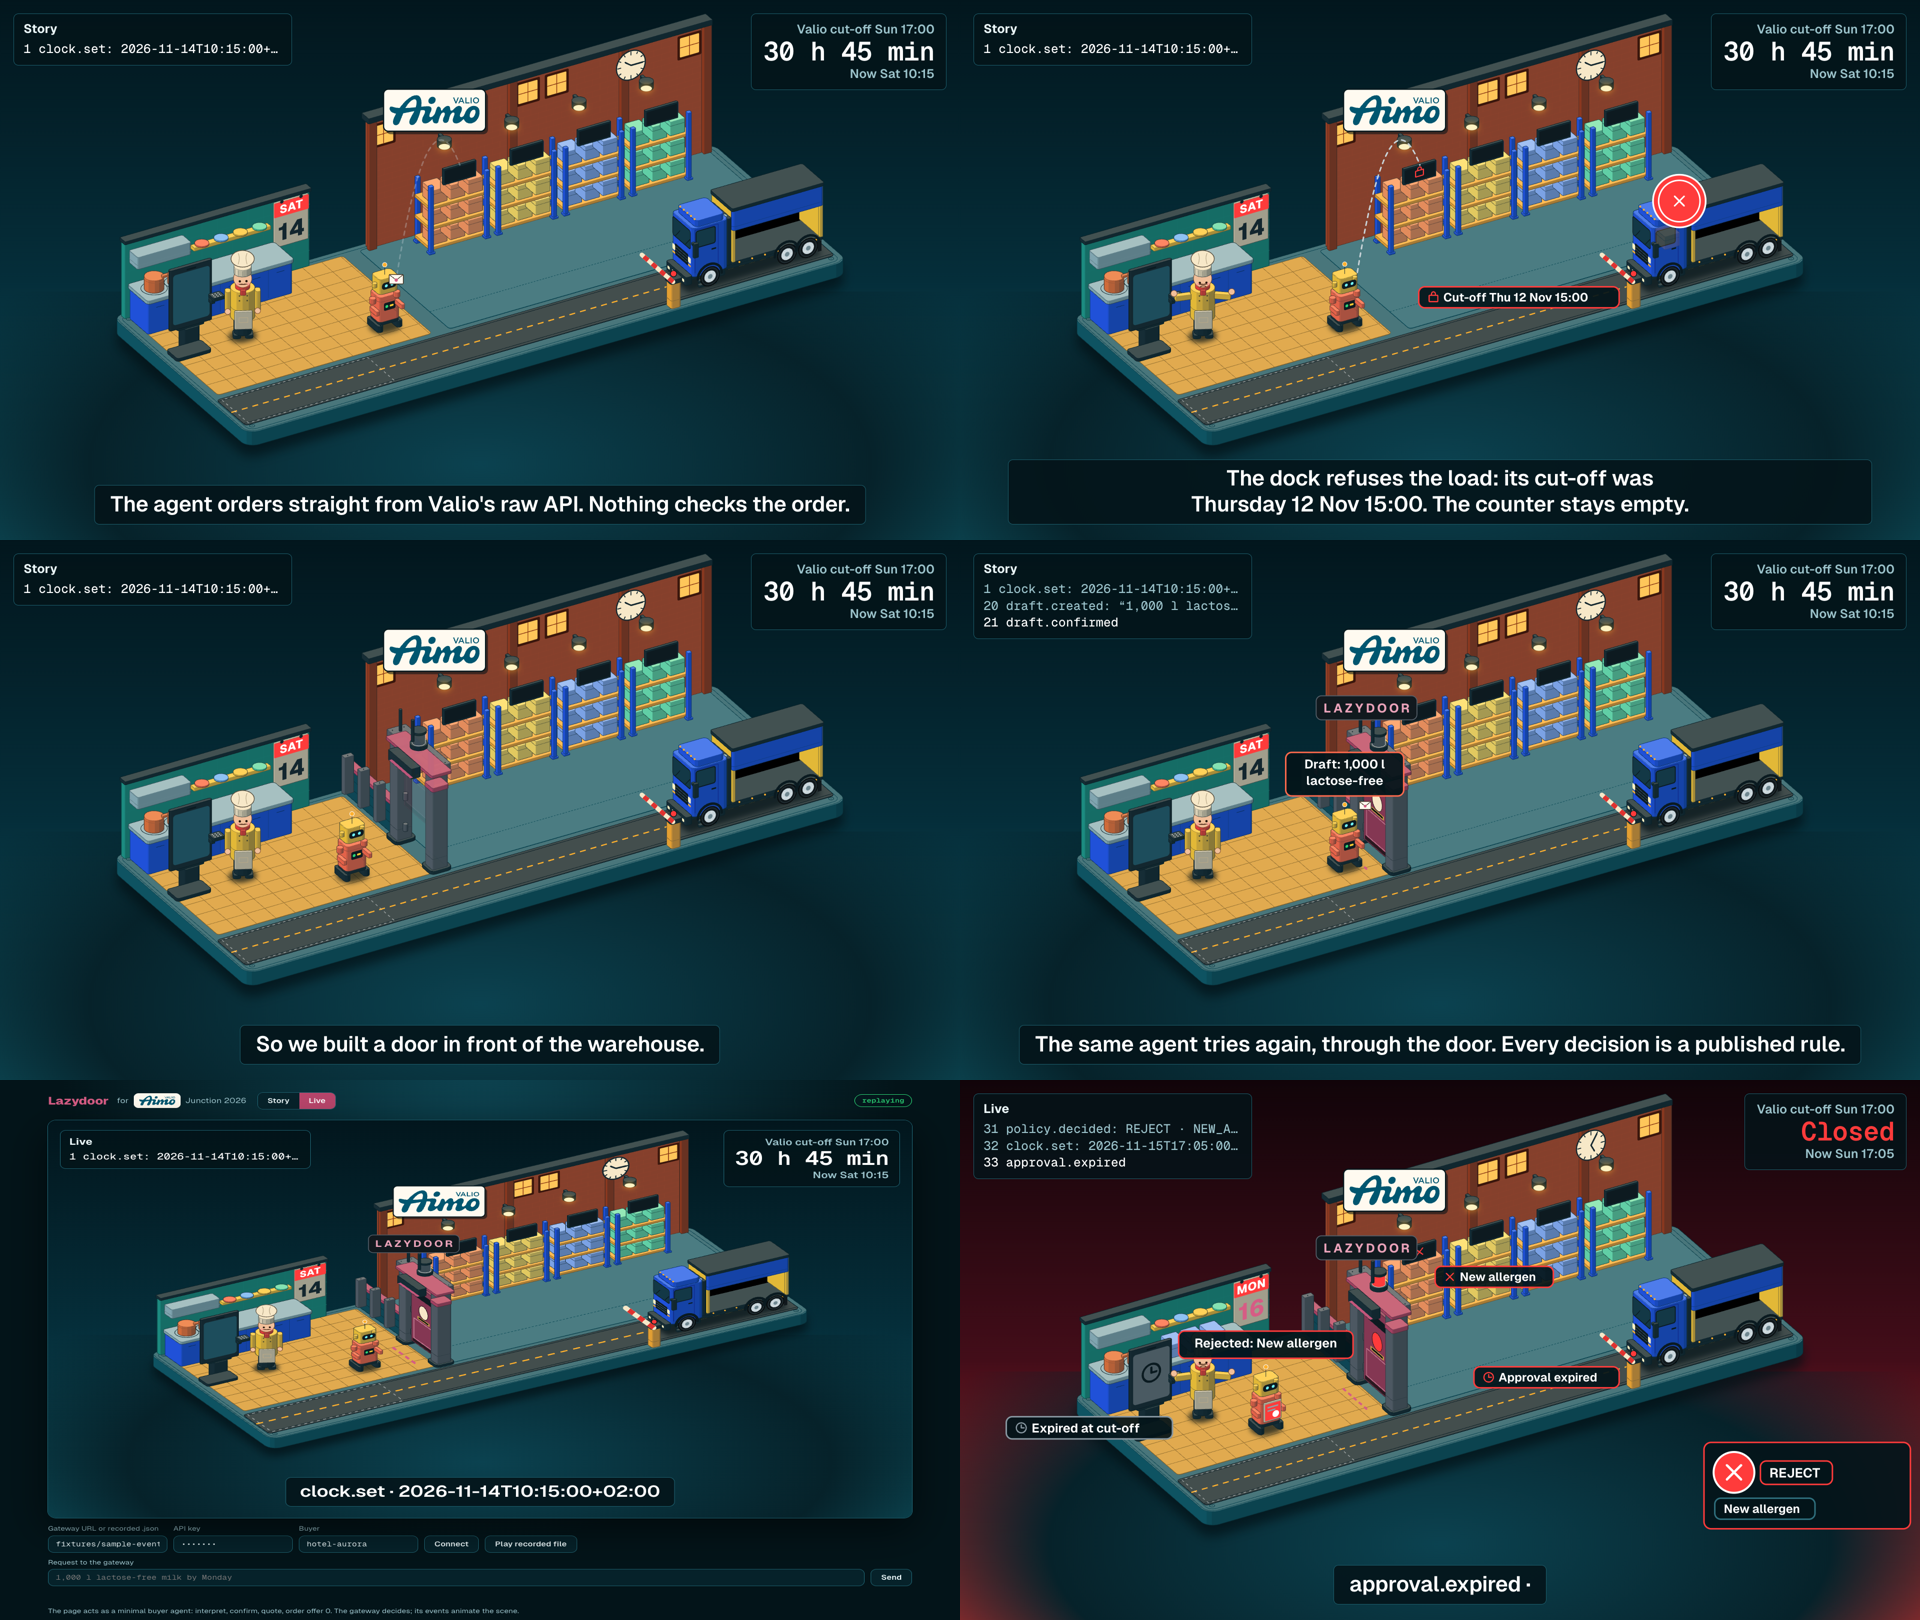 Story
1 clock.set: 2026-11-14T10:15:00+…
Valio cut-off Sun 17:00
30 h 45 min
Now Sat 10:15
VALIO
Aimo
SAT
14
The agent orders straight from Valio's raw API. Nothing checks the order.
Story
1 clock.set: 2026-11-14T10:15:00+…
Valio cut-off Sun 17:00
30 h 45 min
Now Sat 10:15
VALIO
Aimo
SAT
14
Cut-off Thu 12 Nov 15:00
The dock refuses the load: its cut-off was
Thursday 12 Nov 15:00. The counter stays empty.
Story
1 clock.set: 2026-11-14T10:15:00+…
Valio cut-off Sun 17:00
30 h 45 min
Now Sat 10:15
VALIO
Aimo
SAT
14
So we built a door in front of the warehouse.
Story
1 clock.set: 2026-11-14T10:15:00+…
20 draft.created: "1,000 l lactos…
21 draft.confirmed
Valio cut-off Sun 17:00
30 h 45 min
Now Sat 10:15
VALIO
Aimo
LAZYDOOR
SAT
14
Draft: 1,000 l
lactose-free
The same agent tries again, through the door. Every decision is a published rule.
Lazydoor for Aimo Junction 2026 Story Live
replaying
Live
1 clock.set: 2026-11-14T10:15:00+…
Valio cut-off Sun 17:00
30 h 45 min
Now Sat 10:15
VALIO
Aimo
LAZYDOOR
SAT
14
clock.set · 2026-11-14T10:15:00+02:00
Gateway URL or recorded .json API key Buyer
fixtures/sample-event ······· hotel-aurora Connect Play recorded file
Request to the gateway
1,000 l lactose-free milk by Monday Send
The page acts as a minimal buyer agent: interpret, confirm, quote, order offer 0. The gateway decides; its events animate the scene.
Live
31 policy.decided: REJECT · NEW_A…
32 clock.set: 2026-11-15T17:05:00…
33 approval.expired
Valio cut-off Sun 17:00
Closed
Now Sun 17:05
VALIO
Aimo
LAZYDOOR
New allergen
MON
16
Rejected: New allergen
Approval expired
Expired at cut-off
REJECT
New allergen
approval.expired ·